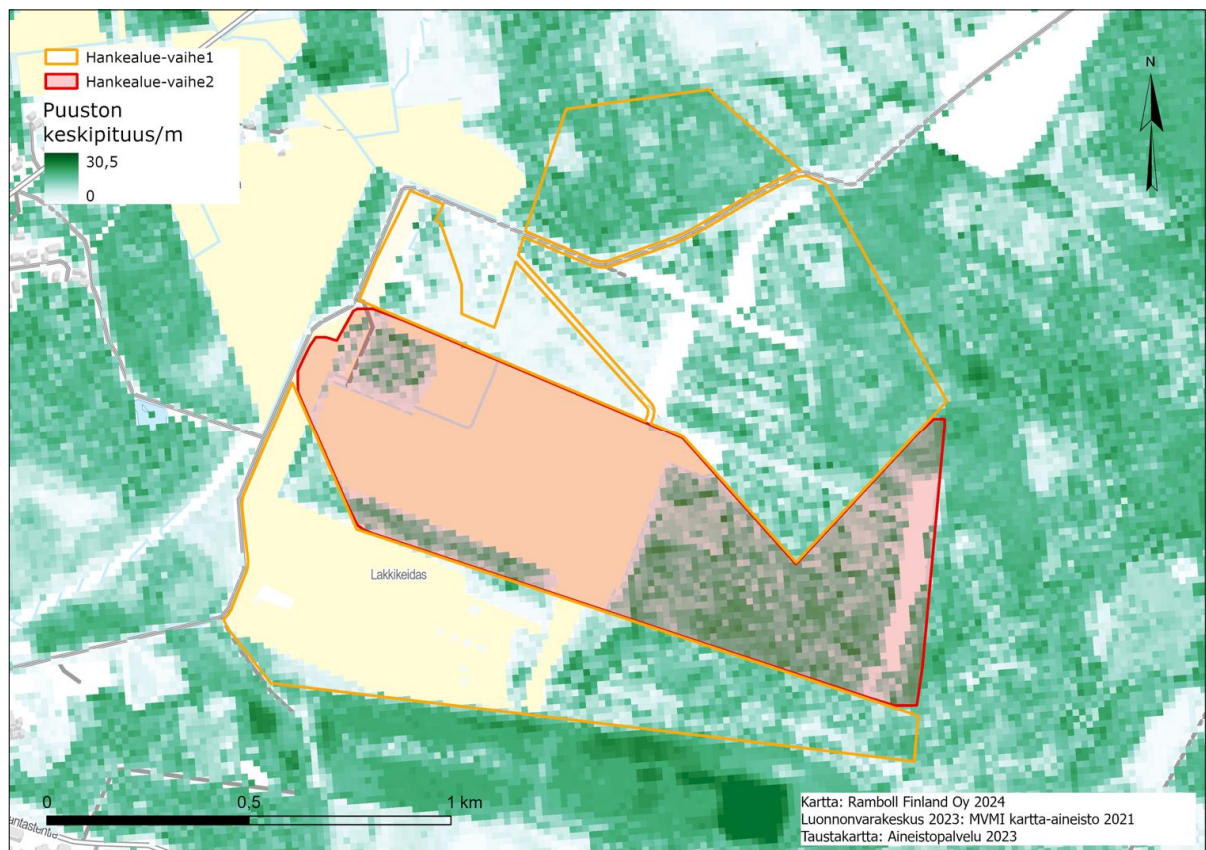 Hankealue-vaihe1
Hankealue-vaihe2
Puuston
keskipituus/m
30,5
0
N
Lakkikeidas
0
0,5
1 km
Kartta: Ramboll Finland Oy 2024
Luonnonvarakeskus 2023: MVMI kartta-aineisto 2021
Taustakartta: Aineistopalvelu 2023